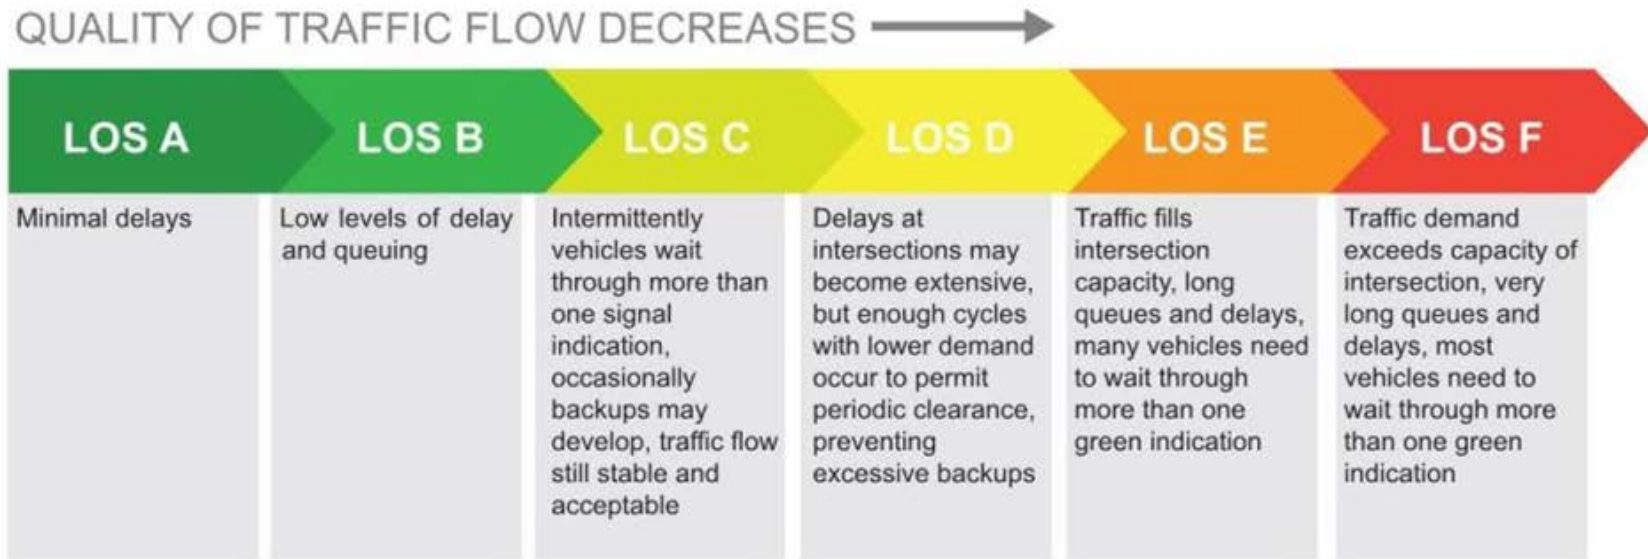 QUALITY OF TRAFFIC FLOW DECREASES
LOS A
Minimal delays
LOS B
Low levels of delay
and queuing
LOS C
Intermittently
vehicles wait
through more than
one signal
indication,
occasionally
backups may
develop, traffic flow
still stable and
acceptable
LOS D
Delays at
intersections may
become extensive,
but enough cycles
with lower demand
occur to permit
periodic clearance,
preventing
excessive backups
LOS E
Traffic fills
intersection
capacity, long
queues and delays,
many vehicles need
to wait through
more than one
green indication
LOS F
Traffic demand
exceeds capacity of
intersection, very
long queues and
delays, most
vehicles need to
wait through more
than one green
indication